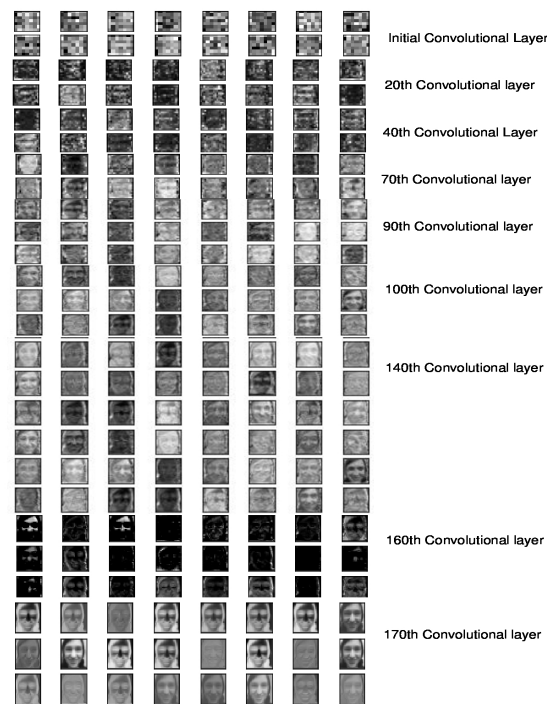 Initial Convolutional Layer
20th Convolutional layer
40th Convolutional Layer
70th Convolutional layer
90th Convolutional layer
100th Convolutional layer
140th Convolutional layer
160th Convolutional layer
170th Convolutional layer